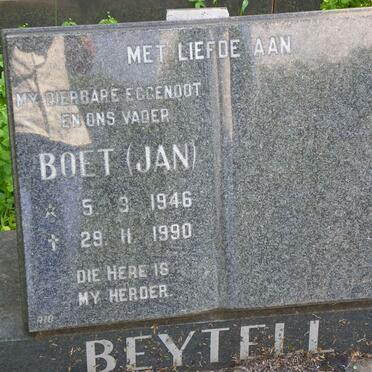 MET LIEFDE AAN
MY DIERBARE EGGENOOT
EN ONS VADER
BOET (JAN)
☆ 5 3 1946
✝ 29 11 1990
DIE HERE IS
MY HERDER
BEYTELL